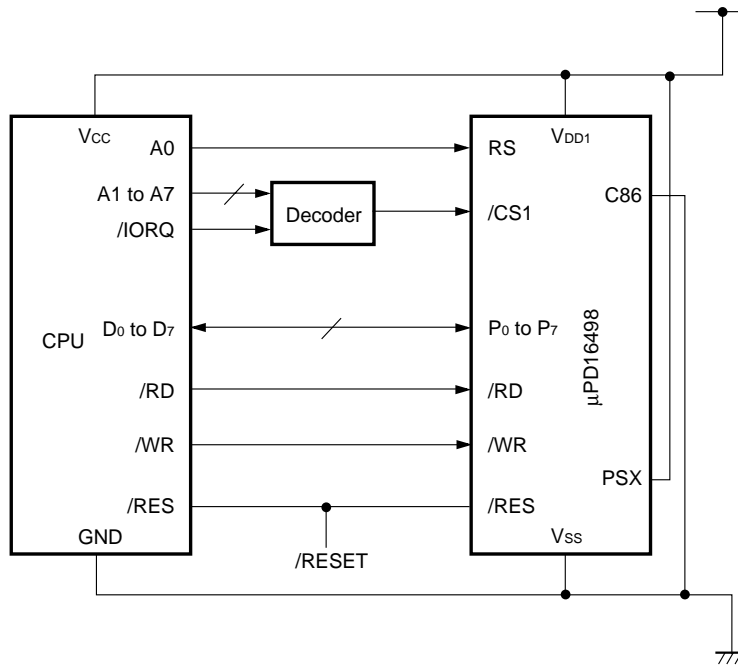 VCC
A0
A1 to A7
/IORQ
CPU
D0 to D7
/RD
/WR
/RES
GND
Decoder
/RESET
VDD1
RS
C86
/CS1
P0 to P7
μPD16498
/RD
/WR
PSX
/RES
VSS